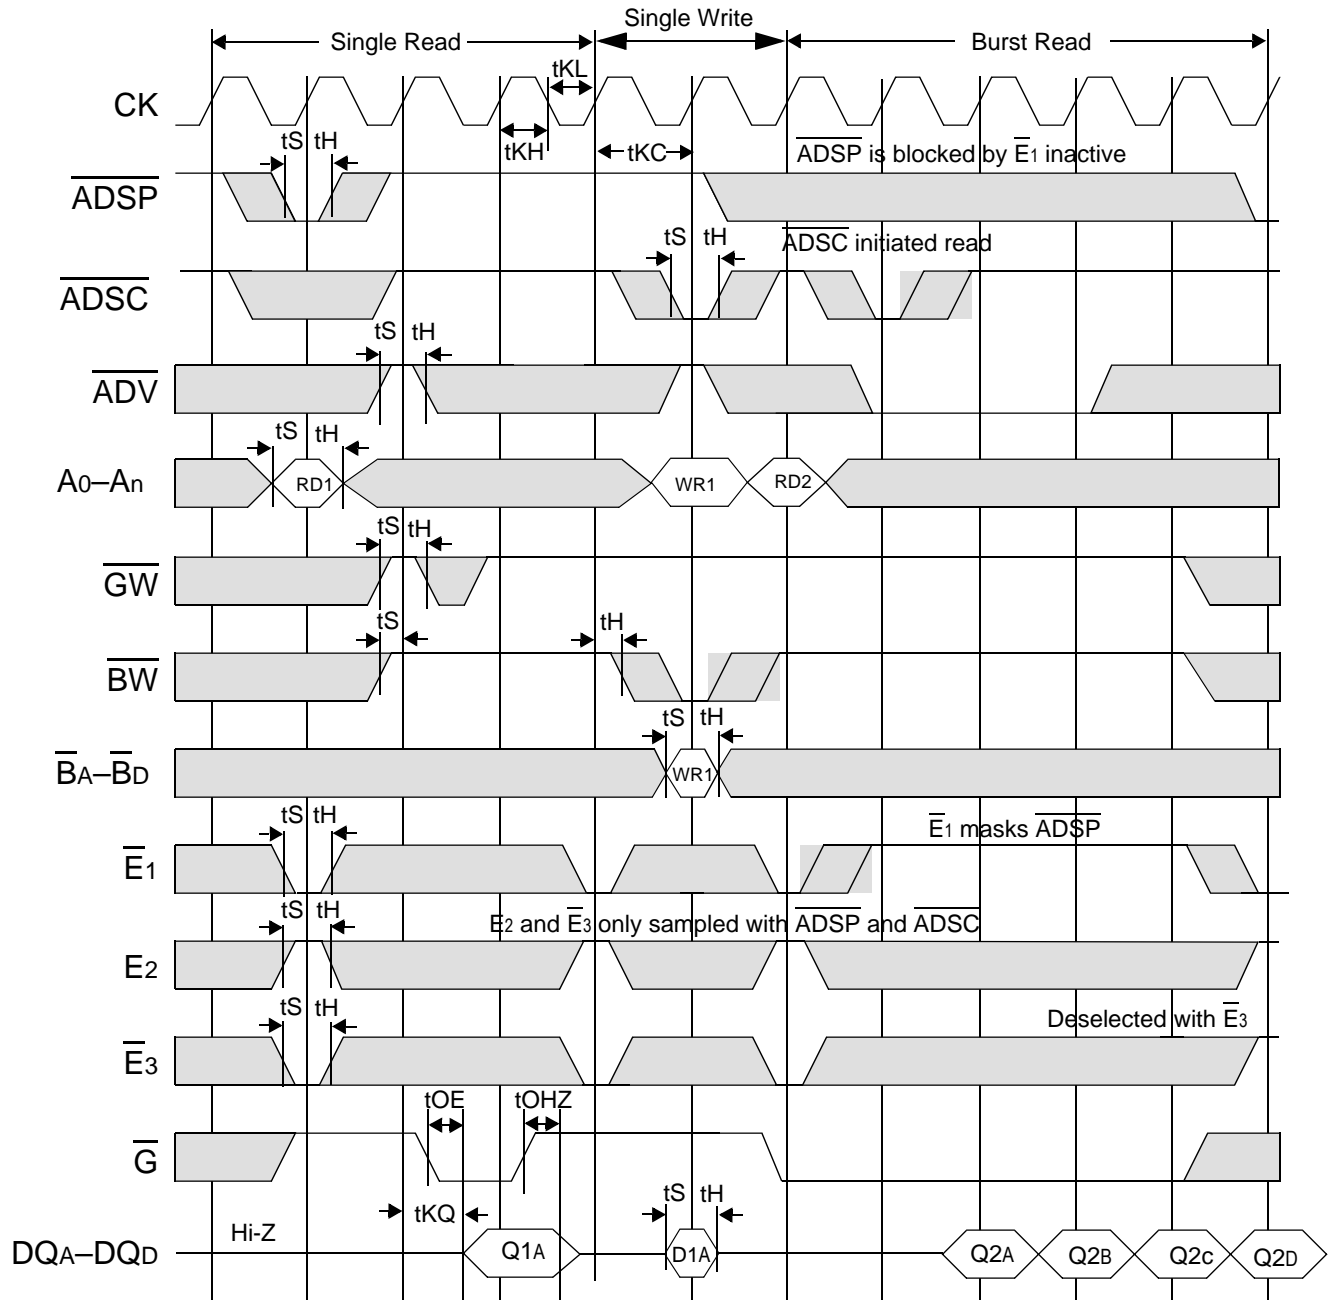 Single Write
Single Read
Burst Read
tKL
CK
tS tH
tKH
tKC
ADSP is blocked by E1 inactive
ADSP
tS tH
ADSC initiated read
ADSC
tS tH
ADV
tS tH
A0–An
RD1
WR1
RD2
tS tH
GW
tS
tH
BW
tS tH
BA–BD
WR1
tS tH
E1 masks ADSP
E1
tS tH
E2 and E3 only sampled with ADSP and ADSC
E2
tS tH
Deselected with E3
E3
tOE
tOHZ
G
tKQ
tS tH
Hi-Z
DQA–DQD
Q1A
D1A
Q2A
Q2B
Q2c
Q2D